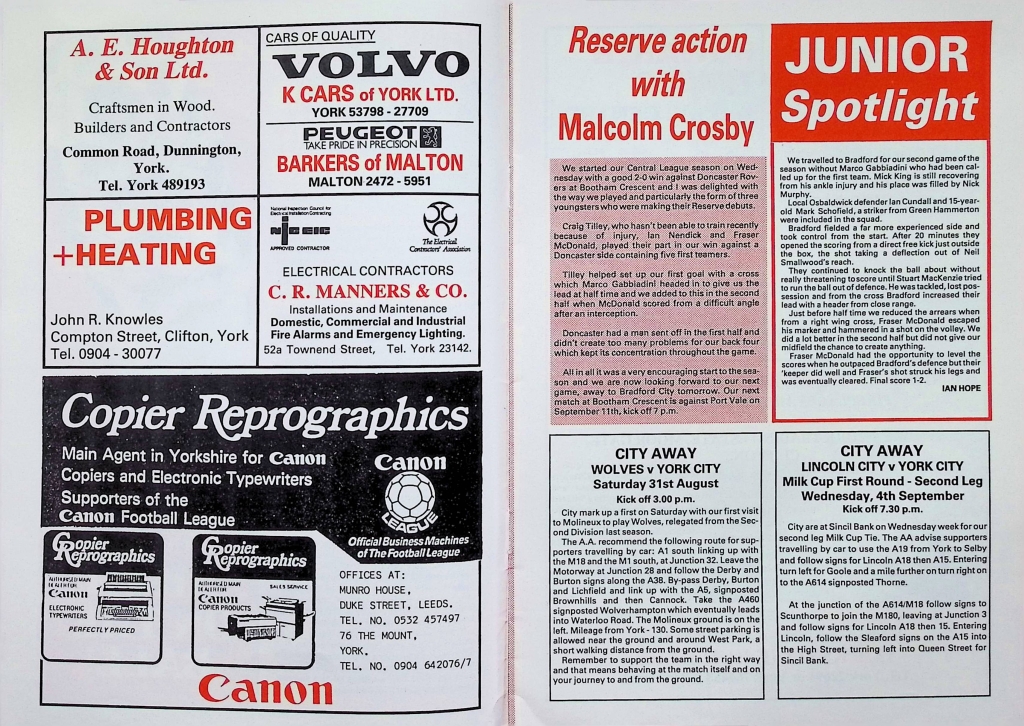 A. E. Houghton
& Son Ltd.
Craftsmen in Wood.
Builders and Contractors
Common Road, Dunnington,
York.
Tel. York 489193
CARS OF QUALITY
VOLVO
K CARS of YORK LTD.
YORK 53798 - 27709
PEUGEOT
TAKE PRIDE IN PRECISION
BARKERS of MALTON
MALTON 2472 - 5951
PLUMBING
+HEATING
John R. Knowles
Compton Street, Clifton, York
Tel. 0904 - 30077
National Inspection Council for
Electrical Installation Contracting
NICEIC
APPROVED CONTRACTOR
The Electrical
Contractors' Association
ELECTRICAL CONTRACTORS
C. R. MANNERS & CO.
Installations and Maintenance
Domestic, Commercial and Industrial
Fire Alarms and Emergency Lighting.
52a Townend Street, Tel. York 23142.
Copier Reprographics
Main Agent in Yorkshire for Canon
Copiers and Electronic Typewriters
Supporters of the
Canon Football League
Canon
LEAGUE
Official Business Machines
of The Football League
Copier
Reprographics
AUTHORIZED MAIN
DEALER FOR
Canon
ELECTRONIC
TYPEWRITERS
PERFECTLY PRICED
Copier
Reprographics
AUTHORIZED MAIN
DEALER FOR
Canon
COPIER PRODUCTS
SALES SERVICE
OFFICES AT:
MUNRO HOUSE,
DUKE STREET, LEEDS.
TEL. NO. 0532 457497
76 THE MOUNT,
YORK.
TEL. NO. 0904 642076/7
Canon
Reserve action
with
Malcolm Crosby
We started our Central League season on Wed-
nesday with a good 2-0 win against Doncaster Rov-
ers at Bootham Crescent and I was delighted with
the way we played and particularly the form of three
youngsters who were making their Reserve debuts.
Craig Tilley, who hasn't been able to train recently
because of injury, Ian Nendick and Fraser
McDonald, played their part in our win against a
Doncaster side containing five first teamers.
Tilley helped set up our first goal with a cross
which Marco Gabbiadini headed in to give us the
lead at half time and we added to this in the second
half when McDonald scored from a difficult angle
after an interception.
Doncaster had a man sent off in the first half and
didn't create too many problems for our back four
which kept its concentration throughout the game.
All in all it was a very encouraging start to the sea-
son and we are now looking forward to our next
game, away to Bradford City tomorrow. Our next
match at Bootham Crescent is against Port Vale on
September 11th, kick off 7 p.m.
JUNIOR
Spotlight
We travelled to Bradford for our second game of the
season without Marco Gabbiadini who had been cal-
led up for the first team. Mick King is still recovering
from his ankle injury and his place was filled by Nick
Murphy.
Local Osbaldwick defender Ian Cundall and 15-year-
old Mark Schofield, a striker from Green Hammerton
were included in the squad.
Bradford fielded a far more experienced side and
took control from the start. After 20 minutes they
opened the scoring from a direct free kick just outside
the box, the shot taking a deflection out of Neil
Smallwood's reach.
They continued to knock the ball about without
really threatening to score until Stuart MacKenzie tried
to run the ball out of defence. He was tackled, lost pos-
session and from the cross Bradford increased their
lead with a header from close range.
Just before half time we reduced the arrears when
from a right wing cross, Fraser McDonald escaped
his marker and hammered in a shot on the volley. We
did a lot better in the second half but did not give our
midfield the chance to create anything.
Fraser McDonald had the opportunity to level the
scores when he outpaced Bradford's defence but their
'keeper did well and Fraser's shot struck his legs and
was eventually cleared. Final score 1-2.
IAN HOPE
CITY AWAY
WOLVES v YORK CITY
Saturday 31st August
Kick off 3.00 p.m.
City mark up a first on Saturday with our first visit
to Molineux to play Wolves, relegated from the Sec-
ond Division last season.
The A.A. recommend the following route for sup-
porters travelling by car: A1 south linking up with
the M18 and the M1 south, at Junction 32. Leave the
Motorway at Junction 28 and follow the Derby and
Burton signs along the A38. By-pass Derby, Burton
and Lichfield and link up with the A5, signposted
Brownhills and then Cannock. Take the A460
signposted Wolverhampton which eventually leads
into Waterloo Road. The Molineux ground is on the
left. Mileage from York - 130. Some street parking is
allowed near the ground and around West Park, a
short walking distance from the ground.
Remember to support the team in the right way
and that means behaving at the match itself and on
your journey to and from the ground.
CITY AWAY
LINCOLN CITY v YORK CITY
Milk Cup First Round - Second Leg
Wednesday, 4th September
Kick off 7.30 p.m.
City are at Sincil Bank on Wednesday week for our
second leg Milk Cup Tie. The AA advise supporters
travelling by car to use the A19 from York to Selby
and follow signs for Lincoln A18 then A15. Entering
turn left for Goole and a mile further on turn right on
to the A614 signposted Thorne.
At the junction of the A614/M18 follow signs to
Scunthorpe to join the M180, leaving at Junction 3
and follow signs for Lincoln A18 then 15. Entering
Lincoln, follow the Sleaford signs on the A15 into
the High Street, turning left into Queen Street for
Sincil Bank.